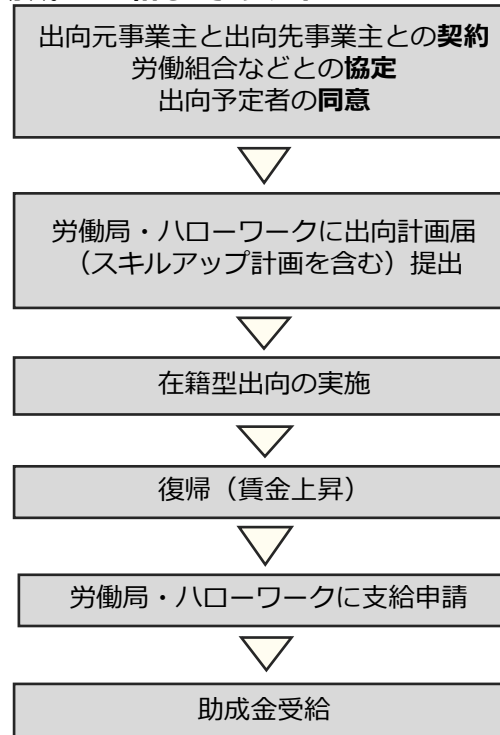 出向元事業主と出向先事業主との契約
労働組合などとの協定
出向予定者の同意
労働局・ハローワークに出向計画届
（スキルアップ計画を含む）提出
在籍型出向の実施
復帰（賃金上昇）
労働局・ハローワークに支給申請
助成金受給